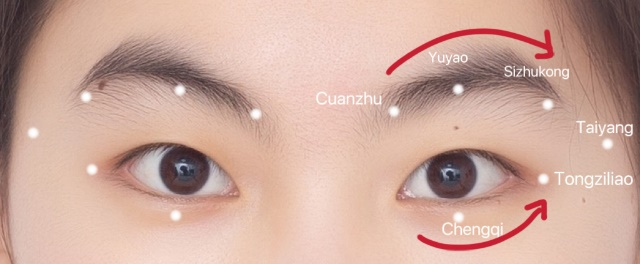 Yuyao
Sizhukong
Cuanzhu
Taiyang
Tongziliao
Chengqi